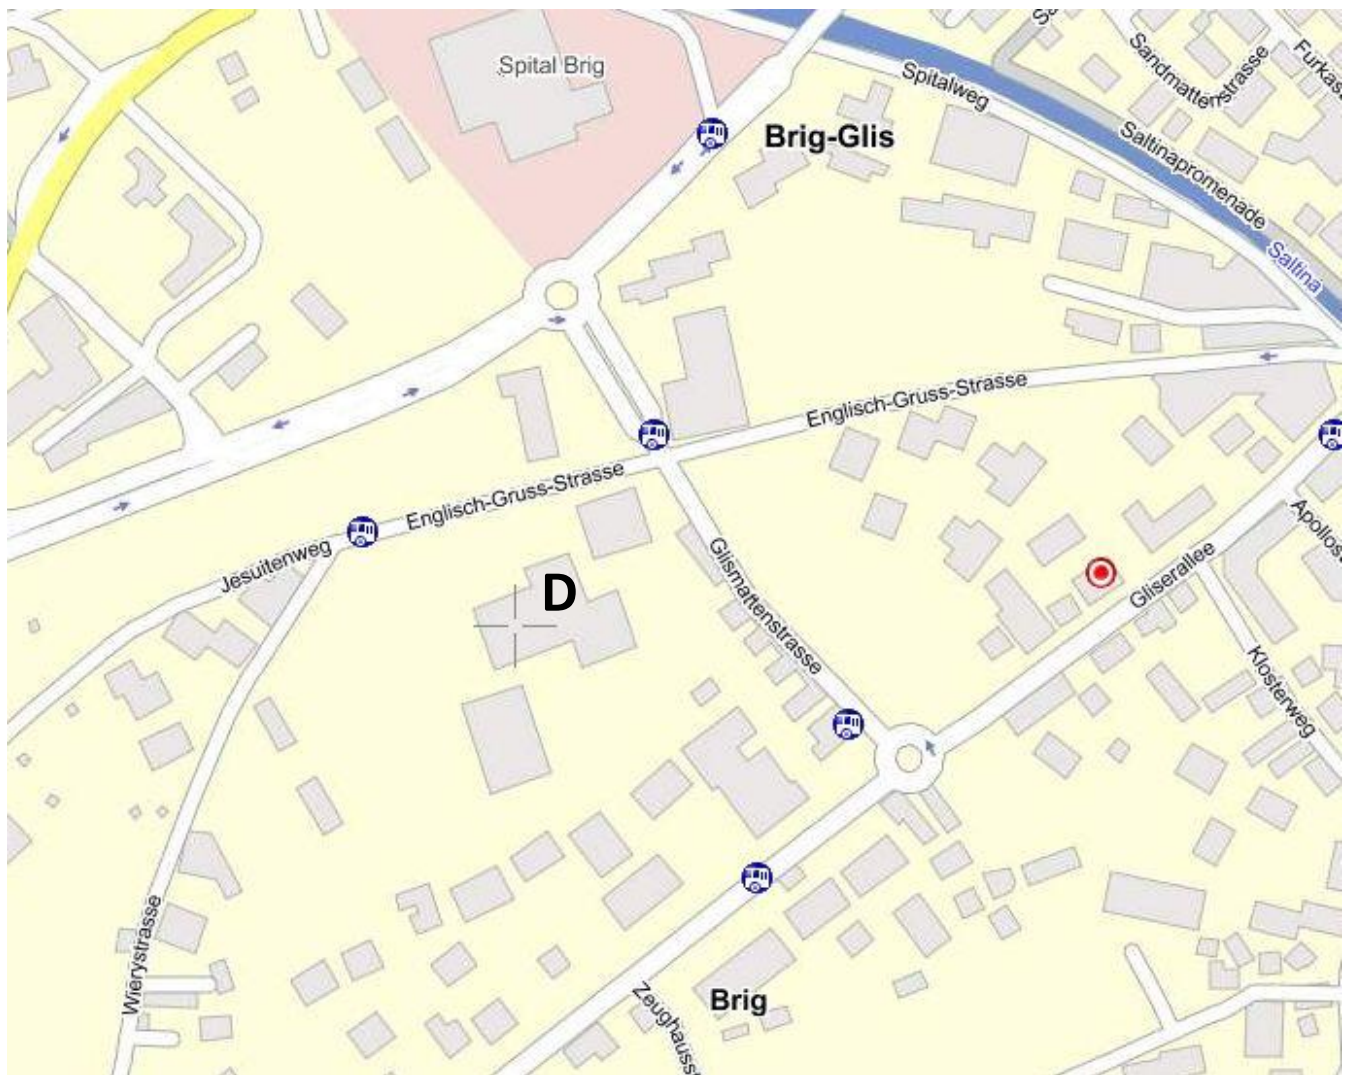 Spital Brig
Brig-Glis
Spitalweg
Sandmattenstrasse
Saltinapromenade
Saltina
Englisch-Gruss-Strasse
Englisch-Gruss-Strasse
Jesuitenweg
D
Glismattenstrasse
Gliserallee
Klosterweg
Wierystrasse
Brig